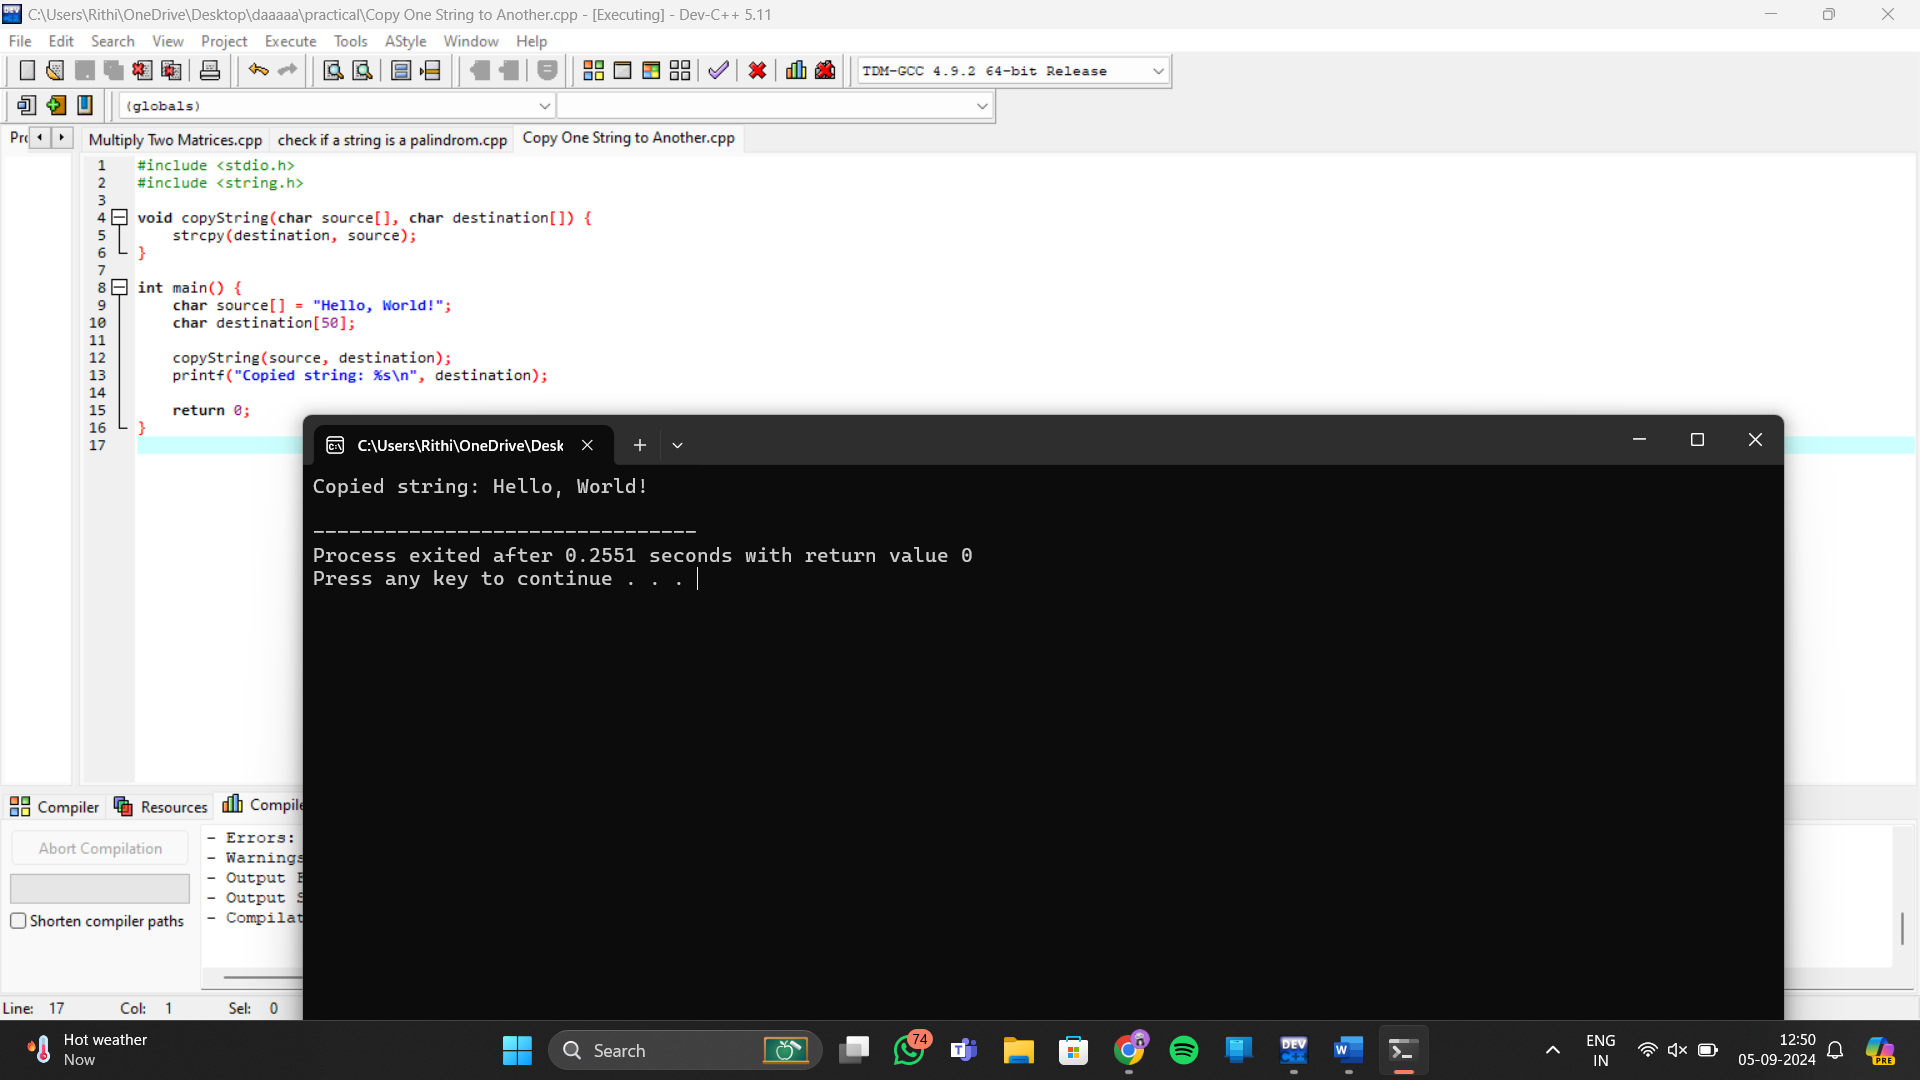 C:\Users\Rithi\OneDrive\Desktop\daaaaa\practical\Copy One String to Another.cpp - [Executing] - Dev-C++ 5.11
File Edit Search View Project Execute Tools AStyle Window Help
TDM-GCC 4.9.2 64-bit Release
(globals)
Multiply Two Matrices.cpp check if a string is a palindrom.cpp Copy One String to Another.cpp
1 #include <stdio.h>
2 #include <string.h>
3
4 void copyString(char source[], char destination[]) {
5 strcpy(destination, source);
6 }
7
8 int main() {
9 char source[] = "Hello, World!";
10 char destination[50];
11
12 copyString(source, destination);
13 printf("Copied string: %s\n", destination);
14
15 return 0;
16 }
17
C:\Users\Rithi\OneDrive\Desk
Copied string: Hello, World!
--------------------------------
Process exited after 0.2551 seconds with return value 0
Press any key to continue . . .
Compiler Resources
Abort Compilation
Shorten compiler paths
- Errors:
- Warnings
- Output
- Output
-
Line: 17 Col: 1 Sel: 0
Hot weather
Now
Search
74
DEV
C++
W
PRE
ENG
IN
12:50
05-09-2024